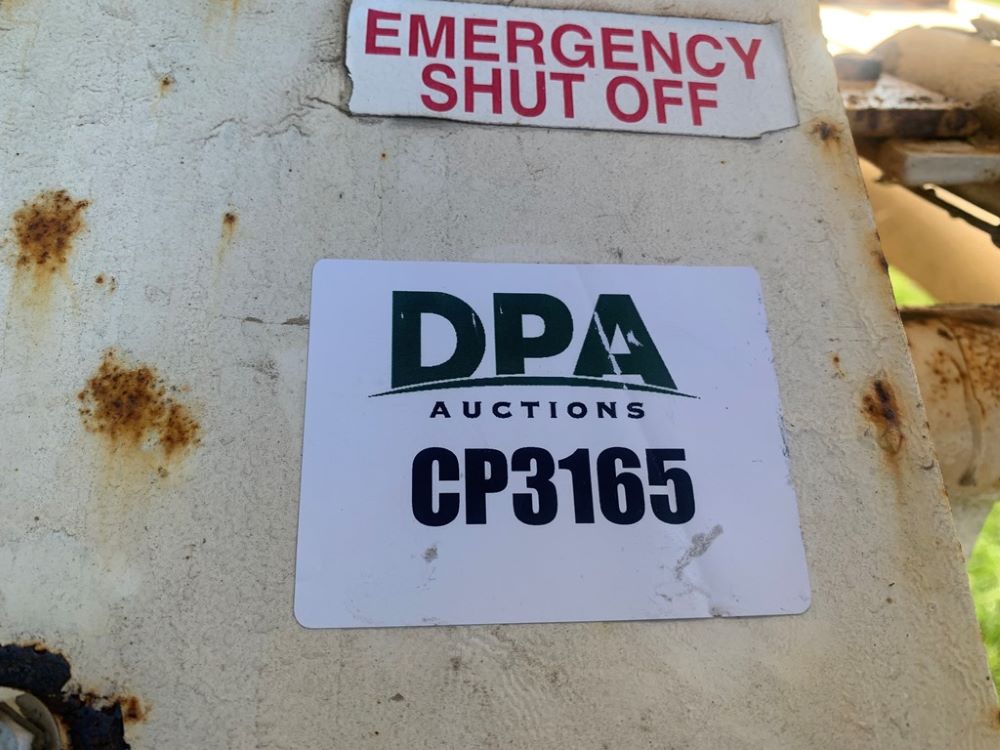 EMERGENCY
SHUT OFF
DPA
AUCTIONS
CP3165